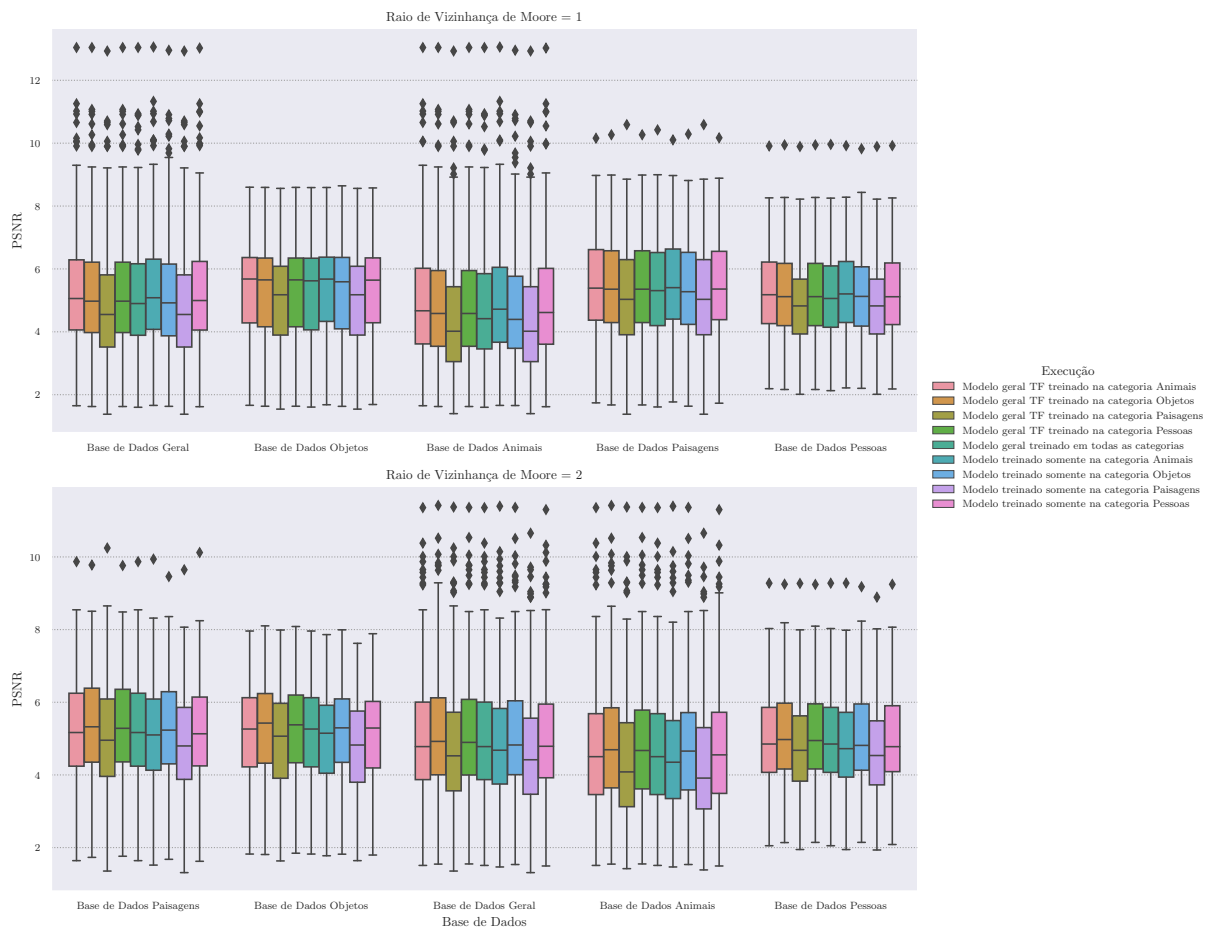 Raio de Vizinhança de Moore = 1
12
10
8
6
4
2
PSNR
Base de Dados Geral
Base de Dados Objetos
Base de Dados Animais
Base de Dados Paisagens
Base de Dados Pessoas
Execução
Modelo geral TF treinado na categoria Animais
Modelo geral TF treinado na categoria Objetos
Modelo geral TF treinado na categoria Paisagens
Modelo geral TF treinado na categoria Pessoas
Modelo geral treinado em todas as categorias
Modelo treinado somente na categoria Animais
Modelo treinado somente na categoria Objetos
Modelo treinado somente na categoria Paisagens
Modelo treinado somente na categoria Pessoas
Raio de Vizinhança de Moore = 2
10
8
6
4
2
PSNR
Base de Dados Paisagens
Base de Dados Objetos
Base de Dados Geral
Base de Dados Animais
Base de Dados Pessoas
Base de Dados